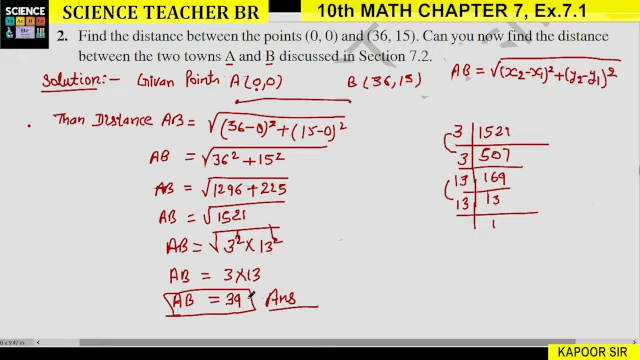 SCIENCE
SCIENCE TEACHER BR
10th MATH CHAPTER 7, Ex.7.1
2. Find the distance between the points (0, 0) and (36, 15). Can you now find the distance
between the two towns A and B discussed in Section 7.2.
Solution:- Givan Points A(0,0) B(36,15)
AB = √(x2-x1)²+(y2-y1)²
Than Distance AB = √(36-0)²+(15-0)²
AB = √36²+15²
AB = √1296+225
AB = √1521
AB = √3²×13²
AB = 3×13
AB = 39 Ans
3 | 1521
3 | 507
13 | 169
13 | 13
1
KAPOOR SIR